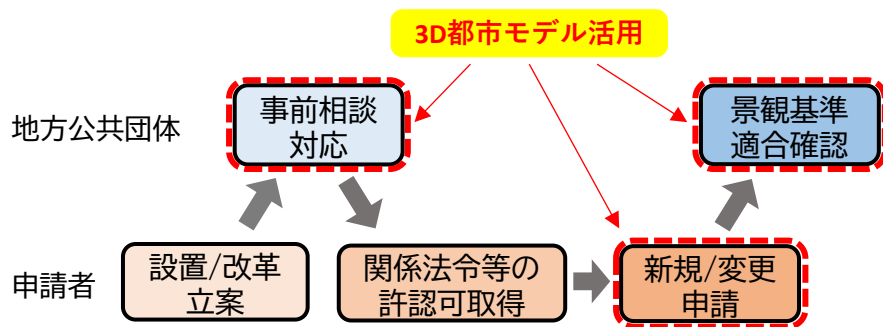 3D都市モデル活用
地方公共団体
事前相談
対応
景観基準
適合確認
申請者
設置/改革
立案
関係法令等の
許認可取得
新規/変更
申請